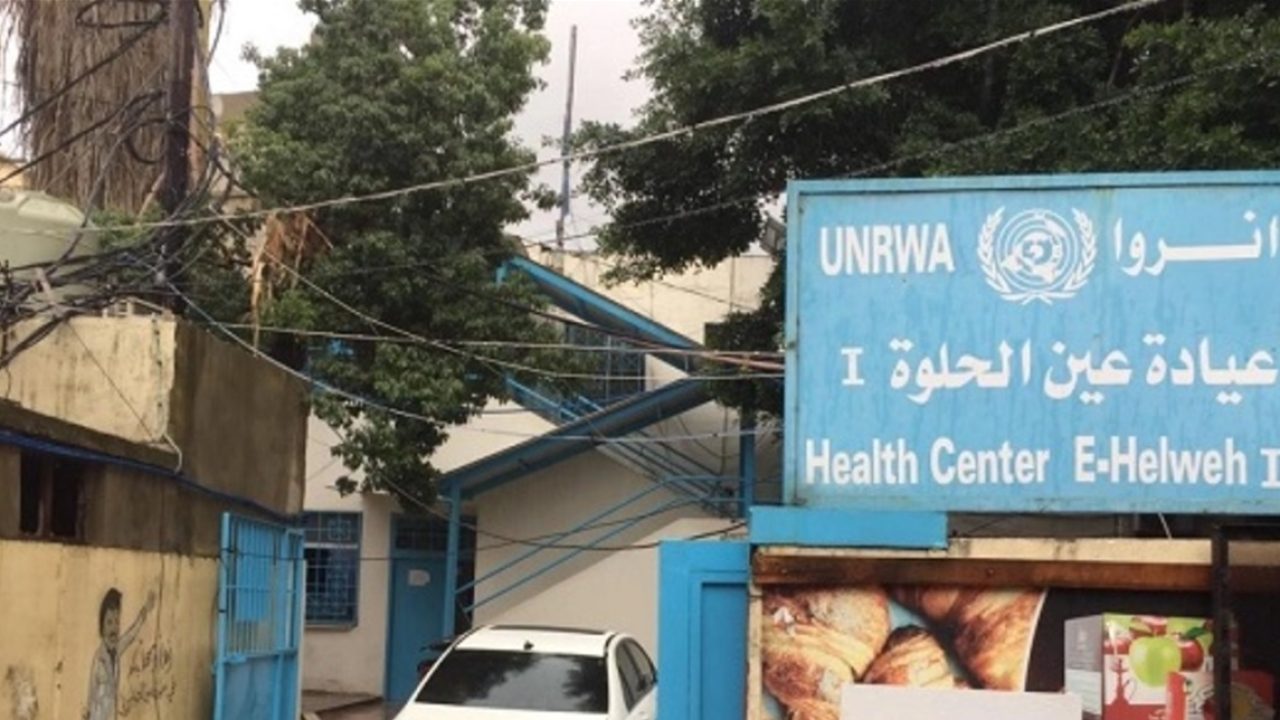 UNRWA انروا
عيادة عين الحلوة I
Health Center E-Helweh I